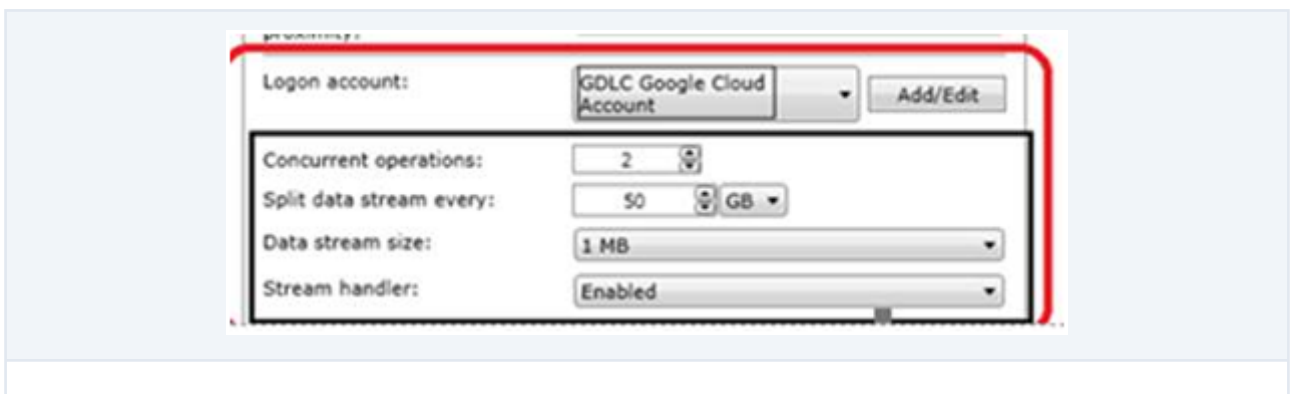 proximity:
Logon account: GDLC Google Cloud Account Add/Edit
Concurrent operations: 2
Split data stream every: 50 GB
Data stream size: 1 MB
Stream handler: Enabled